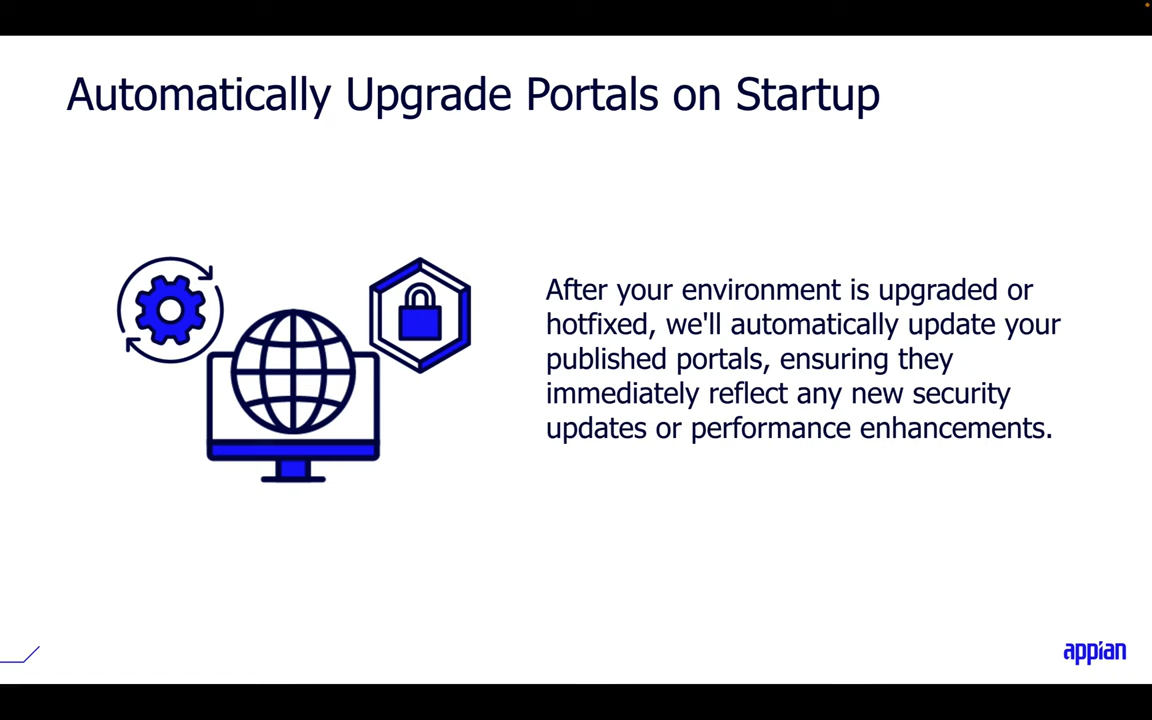 Automatically Upgrade Portals on Startup
After your environment is upgraded or
hotfixed, we'll automatically update your
published portals, ensuring they
immediately reflect any new security
updates or performance enhancements.
appian